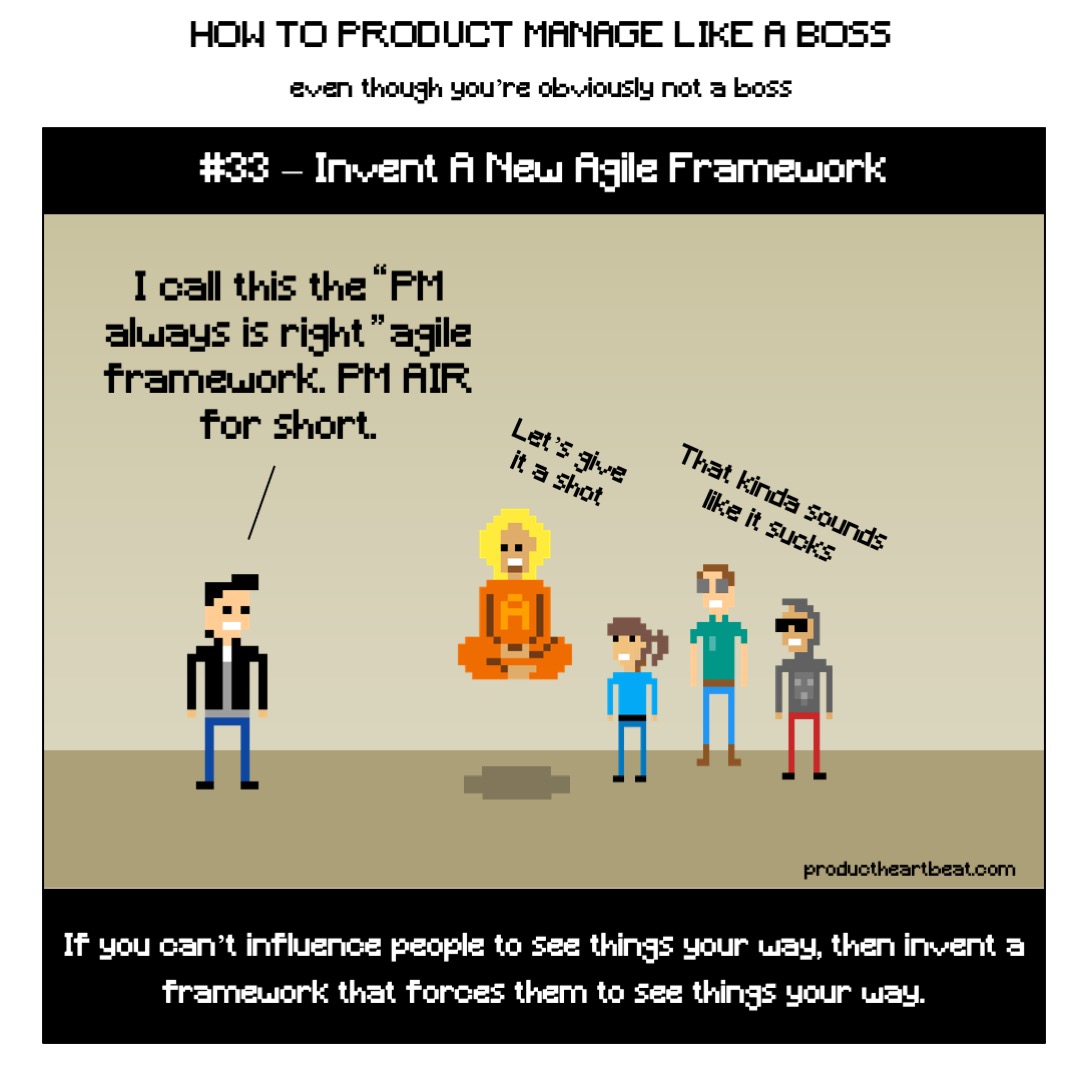 HOW TO PRODUCT MANAGE LIKE A BOSS
even though you're obviously not a boss
#33 – Invent A New Agile Framework
I call this the “PM
always is right” agile
framework. PM AIR
for short.
Let's give
it a shot
That kinda sounds
like it sucks
A
productheartbeat.com
If you can't influence people to see things your way, then invent a
framework that forces them to see things your way.